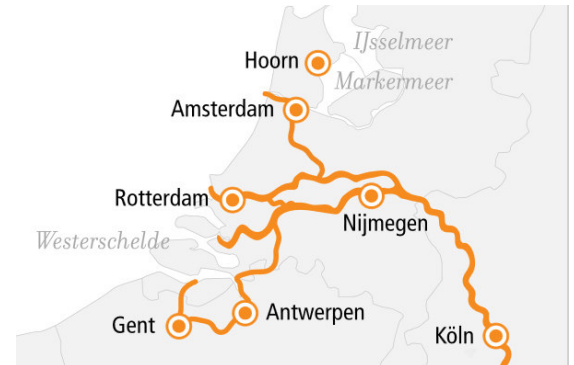 IJsselmeer
Hoorn
Markermeer
Amsterdam
Rotterdam
Nijmegen
Westerschelde
Antwerpen
Gent
Köln